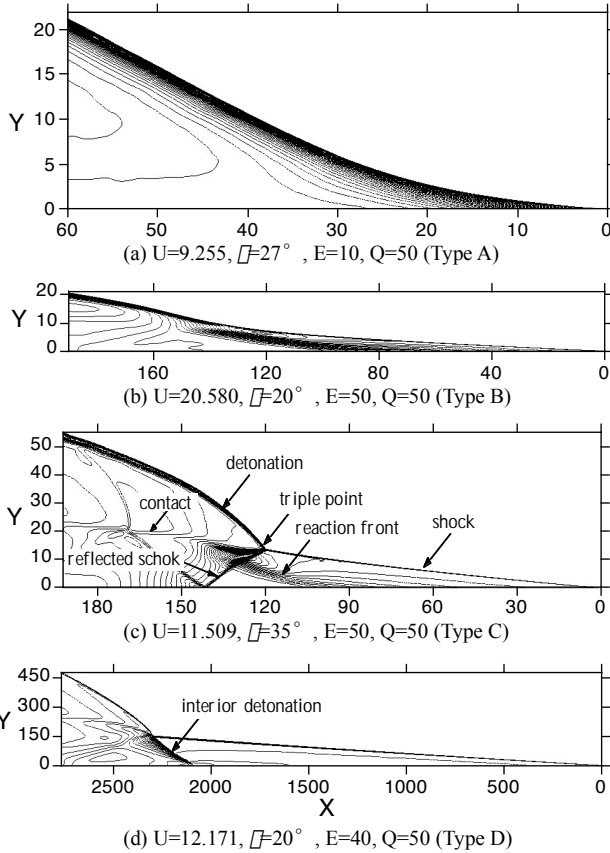 20
15
Y
10
5
0
60 50 40 30 20 10 0
(a) U=9.255, =27°, E=10, Q=50 (Type A)
20
Y 10
0
160 120 80 40 0
(b) U=20.580, =20°, E=50, Q=50 (Type B)
50
40
Y 30
20
10
0
detonation
triple point
contact
reaction front
shock
reflected schok
180 150 120 90 60 30 0
(c) U=11.509, =35°, E=50, Q=50 (Type C)
450
300
Y
150
0
interior detonation
2500 2000 1500 1000 500 0
X
(d) U=12.171, =20°, E=40, Q=50 (Type D)